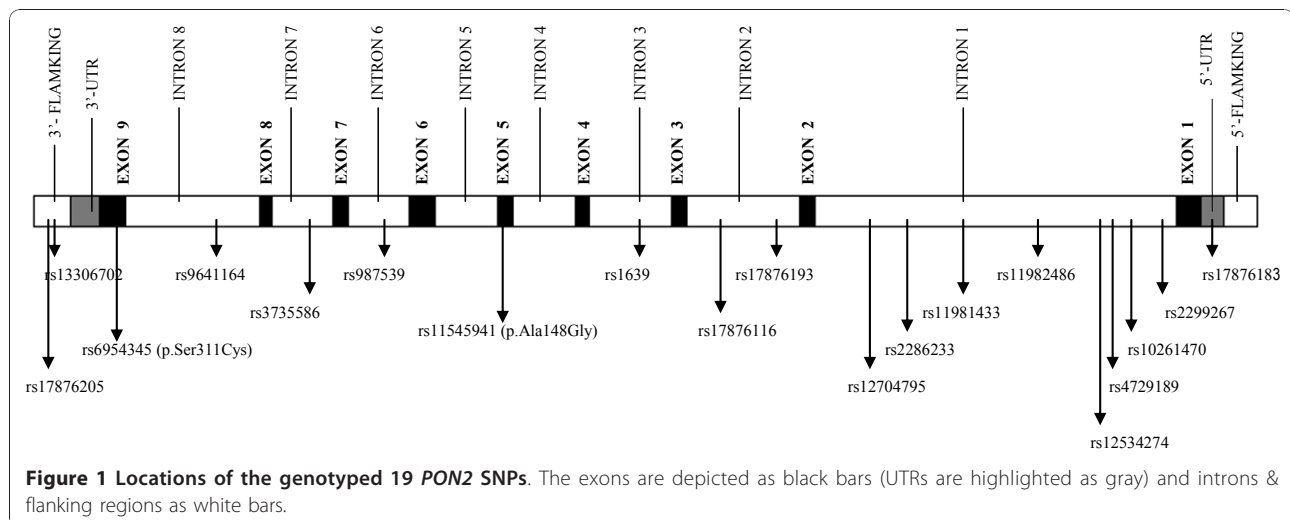 3'- FLAMKING
3'-UTR
EXON 9
INTRON 8
EXON 8
INTRON 7
EXON 7
INTRON 6
EXON 6
INTRON 5
EXON 5
INTRON 4
EXON 4
INTRON 3
EXON 3
INTRON 2
EXON 2
INTRON 1
EXON 1
5'-UTR
5'-FLAMKING
rs13306702
rs9641164
rs987539
rs1639
rs17876193
rs11982486
rs17876183
rs3735586
rs17876116
rs11981433
rs2299267
rs6954345 (p.Ser311Cys)
rs11545941 (p.Ala148Gly)
rs2286233
rs10261470
rs17876205
rs12704795
rs4729189
rs12534274
Figure 1 Locations of the genotyped 19 PON2 SNPs. The exons are depicted as black bars (UTRs are highlighted as gray) and introns &
flanking regions as white bars.